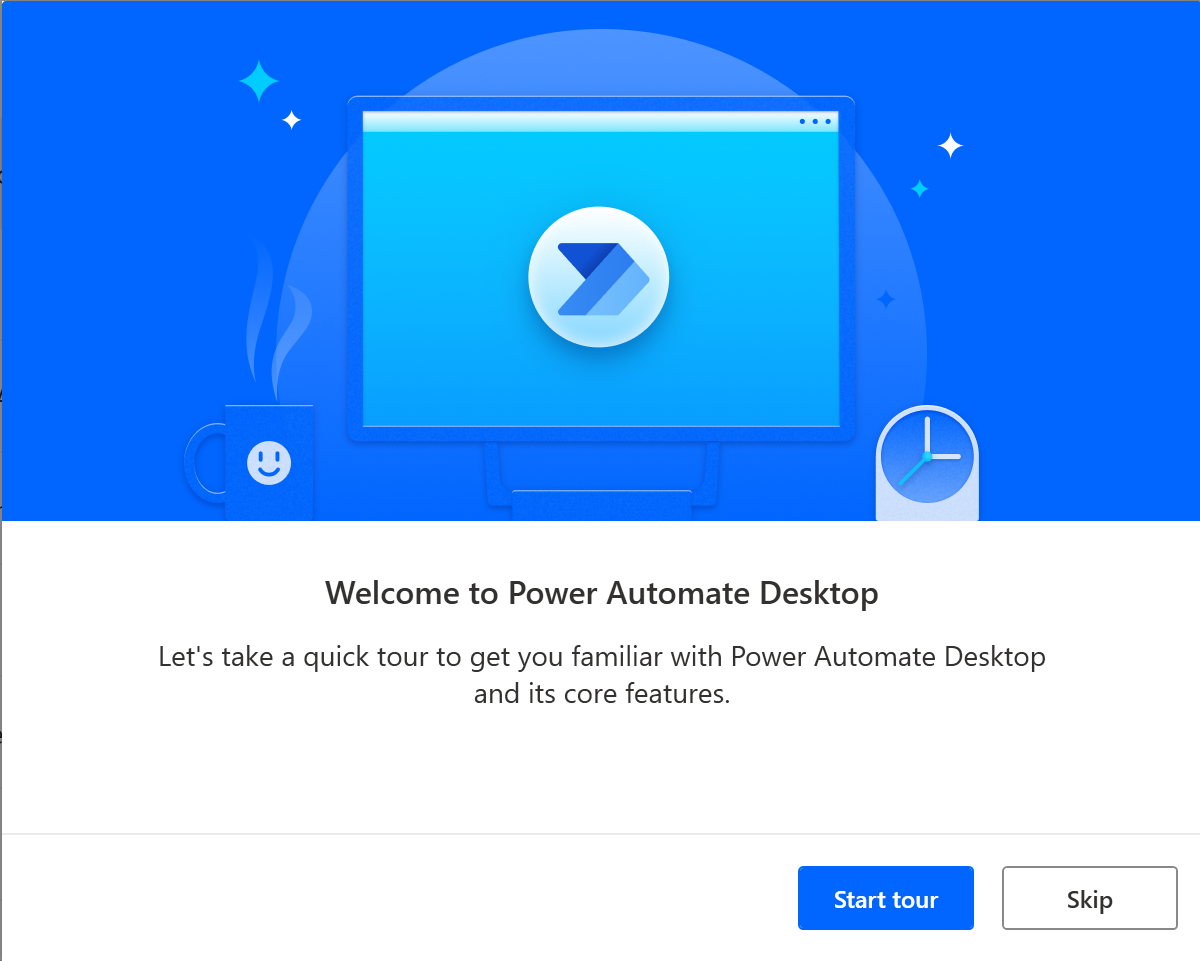 Welcome to Power Automate Desktop
Let's take a quick tour to get you familiar with Power Automate Desktop
and its core features.
Start tour
Skip